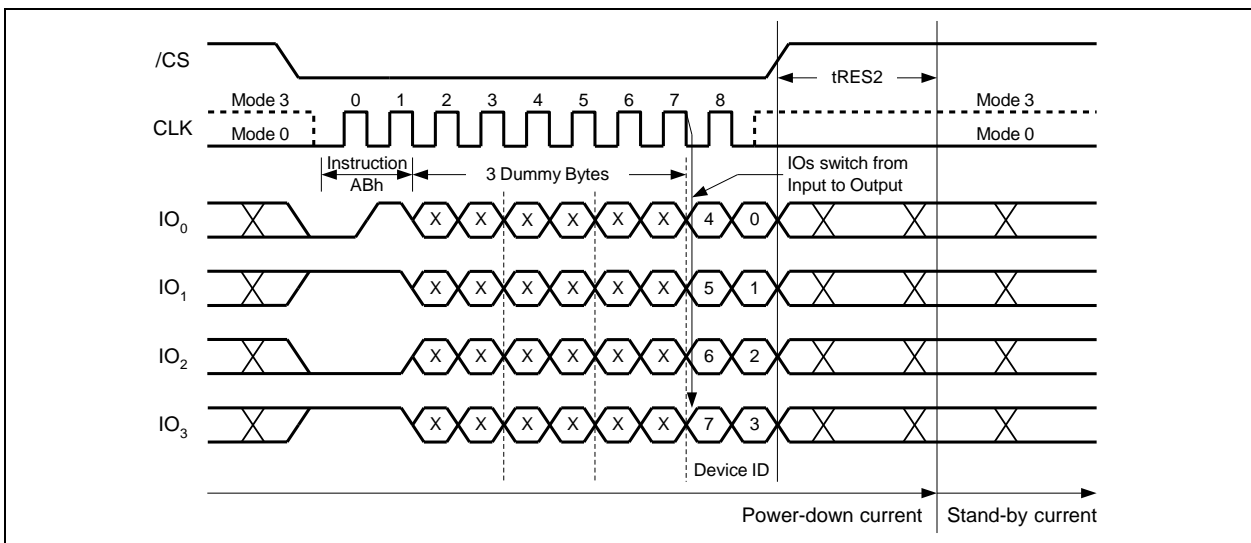 /CS
tRES2
Mode 3 0 1 2 3 4 5 6 7 8 Mode 3
CLK
Mode 0 Mode 0
Instruction
ABh
3 Dummy Bytes
IOs switch from
Input to Output
IO0 X X X X X X 4 0
IO1 X X X X X X 5 1
IO2 X X X X X X 6 2
IO3 X X X X X X 7 3
Device ID
Power-down current Stand-by current